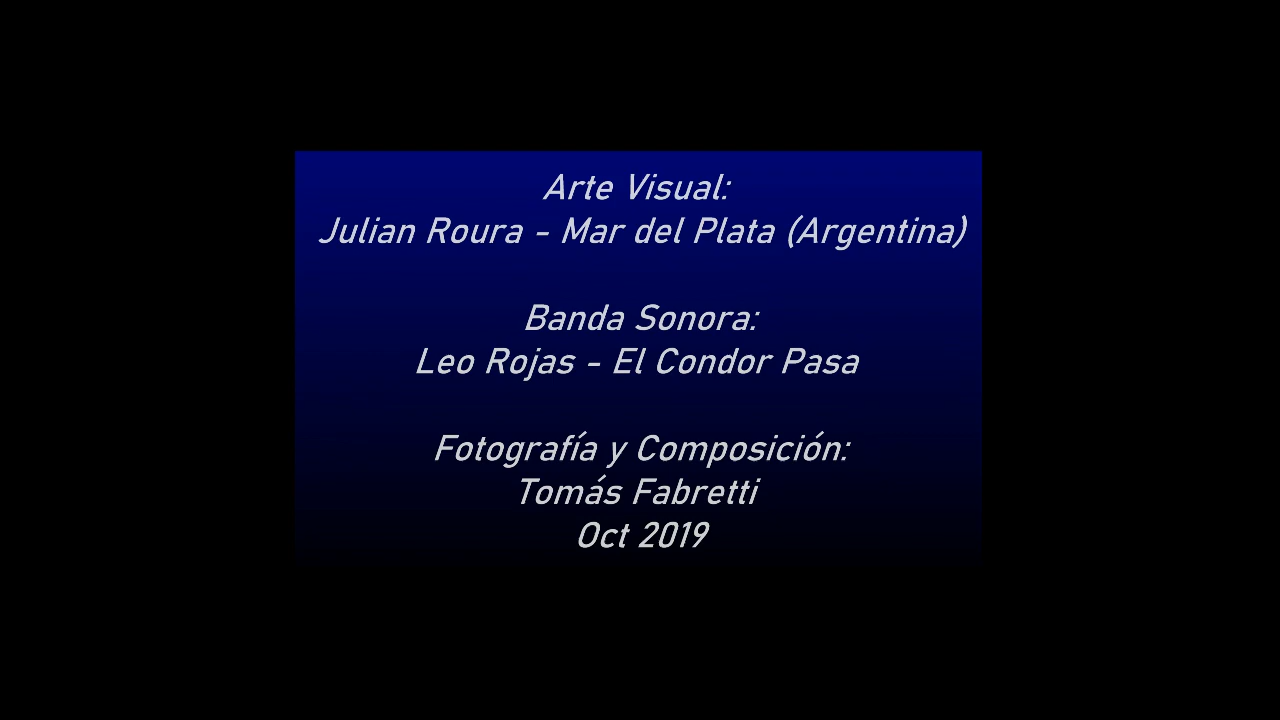 Arte Visual:
Julian Roura - Mar del Plata (Argentina)
Banda Sonora:
Leo Rojas - El Condor Pasa
Fotografía y Composición:
Tomás Fabretti
Oct 2019